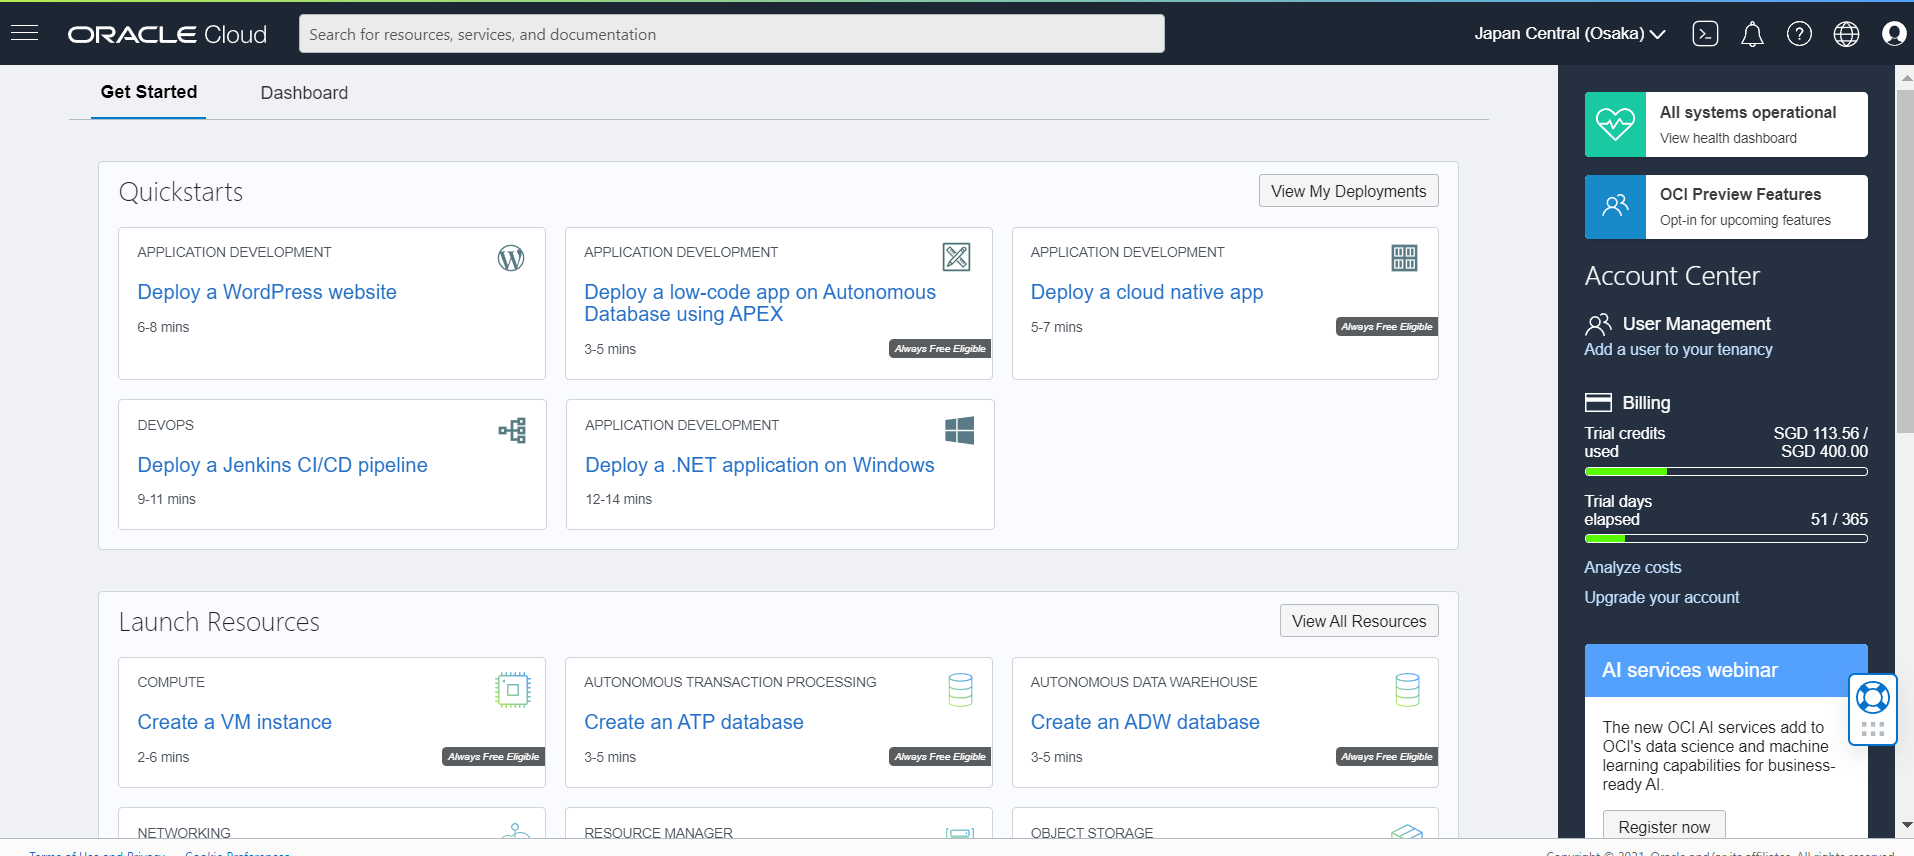 ORACLE Cloud
Search for resources, services, and documentation
Japan Central (Osaka)
Get Started
Dashboard
Quickstarts
View My Deployments
APPLICATION DEVELOPMENT
Deploy a WordPress website
6-8 mins
APPLICATION DEVELOPMENT
Deploy a low-code app on Autonomous
Database using APEX
3-5 mins
Always Free Eligible
APPLICATION DEVELOPMENT
Deploy a cloud native app
5-7 mins
Always Free Eligible
DEVOPS
Deploy a Jenkins CI/CD pipeline
9-11 mins
APPLICATION DEVELOPMENT
Deploy a .NET application on Windows
12-14 mins
Launch Resources
View All Resources
COMPUTE
Create a VM instance
2-6 mins
Always Free Eligible
AUTONOMOUS TRANSACTION PROCESSING
Create an ATP database
3-5 mins
Always Free Eligible
AUTONOMOUS DATA WAREHOUSE
Create an ADW database
3-5 mins
Always Free Eligible
NETWORKING
RESOURCE MANAGER
OBJECT STORAGE
All systems operational
View health dashboard
OCI Preview Features
Opt-in for upcoming features
Account Center
User Management
Add a user to your tenancy
Billing
Trial credits
used
SGD 113.56 /
SGD 400.00
Trial days
elapsed
51 / 365
Analyze costs
Upgrade your account
AI services webinar
The new OCI AI services add to
OCI's data science and machine
learning capabilities for business-
ready AI.
Register now
Terms of Use and Privacy
Cookie Preferences
Copyright © 2021, Oracle and/or its affiliates. All rights reserved.